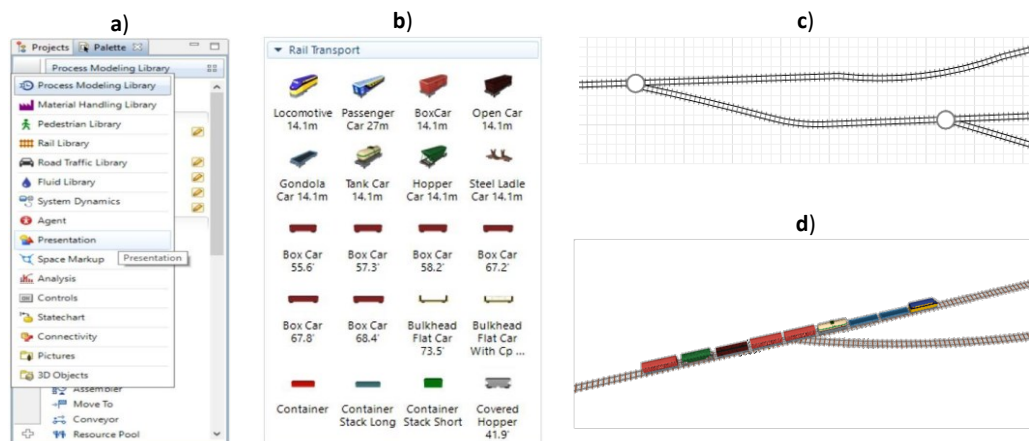 a)
Projects Palette
Process Modeling Library
Process Modeling Library
Material Handling Library
Pedestrian Library
Rail Library
Road Traffic Library
Fluid Library
System Dynamics
Agent
Presentation
Space Markup
Presentation
Analysis
Controls
Statechart
Connectivity
Pictures
3D Objects
Assembler
Move To
Conveyor
Resource Pool
b)
Rail Transport
Locomotive
14.1m
Passenger
Car 27m
BoxCar
14.1m
Open Car
14.1m
Gondola
Car 14.1m
Tank Car
14.1m
Hopper
Car 14.1m
Steel Ladle
Car 14.1m
Box Car
55.6'
Box Car
57.3'
Box Car
58.2'
Box Car
67.2'
Box Car
67.8'
Box Car
68.4'
Bulkhead
Flat Car
73.5'
Bulkhead
Flat Car
With Cp ...
Container
Container
Stack Long
Container
Stack Short
Covered
Hopper
41.9'
c)
d)